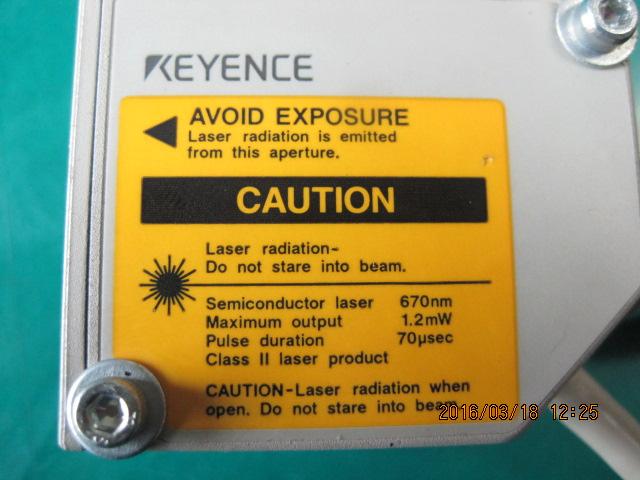 KEYENCE
AVOID EXPOSURE
Laser radiation is emitted
from this aperture.
CAUTION
Laser radiation-
Do not stare into beam.
Semiconductor laser 670nm
Maximum output 1.2mW
Pulse duration 70µsec
Class II laser product
CAUTION-Laser radiation when
open. Do not stare into beam.
2016/03/18 12:25